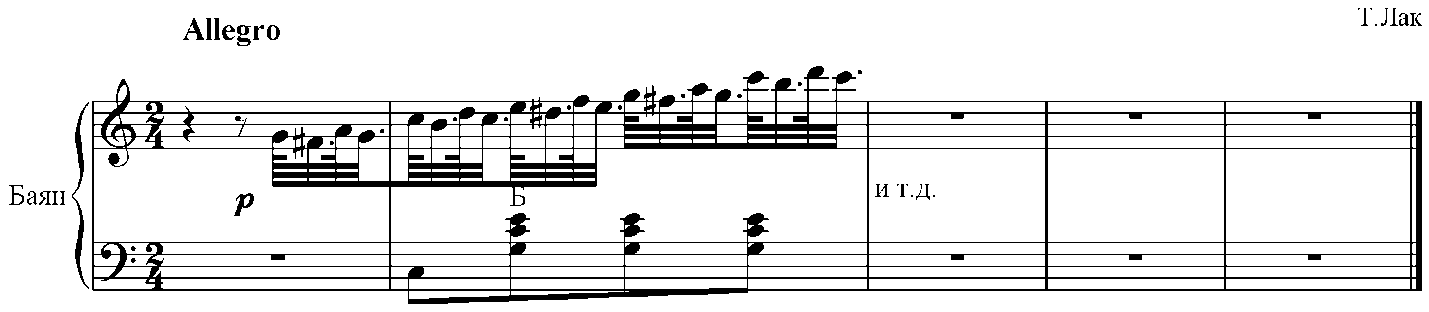 Т.Лак
Allegro
Баян
p
Б
и т.д.